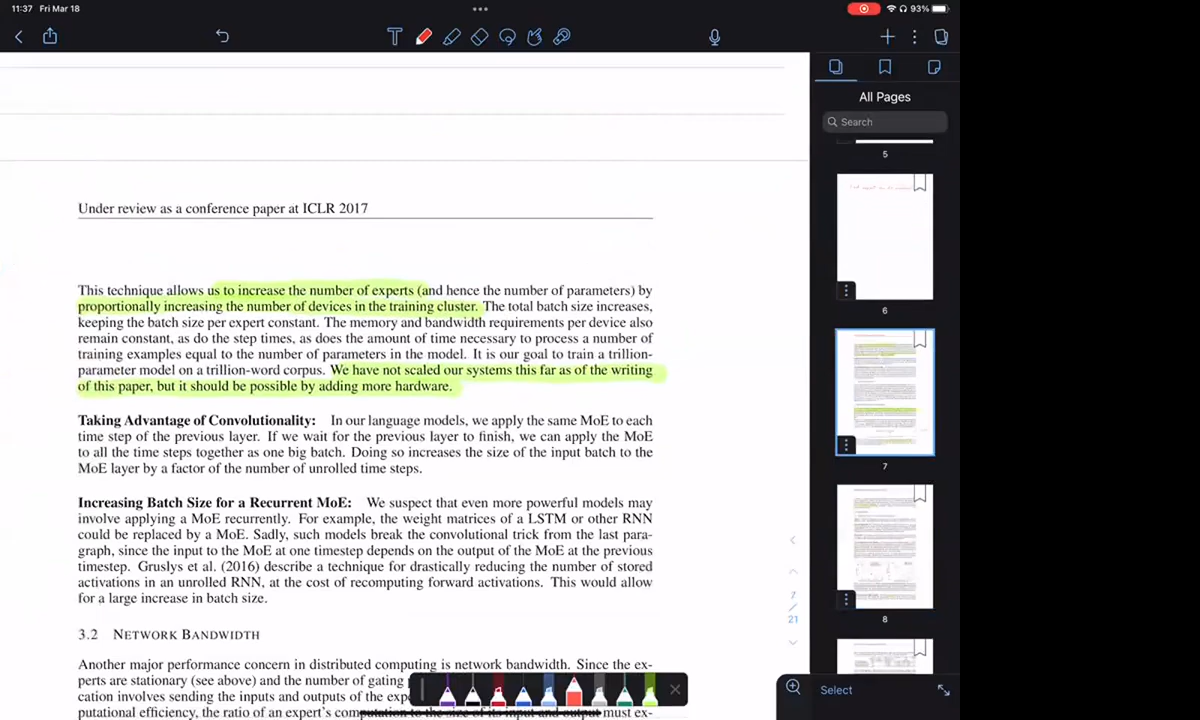 11:37 Fri Mar 18
93%
All Pages
Search
5
6
7
8
Under review as a conference paper at ICLR 2017
This technique allows us to increase the number of experts (and hence the number of parameters) by
proportionally increasing the number of devices in the training cluster. The total batch size increases,
keeping the batch size per expert constant. The memory and bandwidth requirements per device also
remain constant, as do the step times, as does the amount of time necessary to process a number of
training examples equal to the number of parameters in the model. It is our goal to train a trillion-
parameter model on a trillion-word corpus. We have not scaled our systems this far as of the writing
of this paper, but it should be possible by adding more hardware.
Taking Advantage of Convolutionality: In our language models, we apply the same MoE to each
time step of the previous layer. If we wait for the previous layer to finish, we can apply the MoE
to all the time steps together as one big batch. Doing so increases the size of the input batch to the
MoE layer by a factor of the number of unrolled time steps.
Increasing Batch Size for a Recurrent MoE: We suspect that even more powerful models may
involve applying a MoE recurrently. For example, the weight matrices of a LSTM or other RNN
could be replaced by a MoE. Sadly, such models break the convolutional trick from the last para-
graph, since the input to the MoE at one timestep depends on the output of the MoE at the previous
timestep. Gruslys et al. (2016) describe a technique for drastically reducing the number of stored
activations in an unrolled RNN, at the cost of recomputing forward activations. This would allow
for a large increase in batch size.
3.2 NETWORK BANDWIDTH
Another major performance concern in distributed computing is network bandwidth. Since the ex-
perts are stationary (see above) and the number of gating
cation involves sending the inputs and outputs of the
putational efficiency, the ratio of an expert's computation to the size of its input and output must ex-
7
/
21
Select